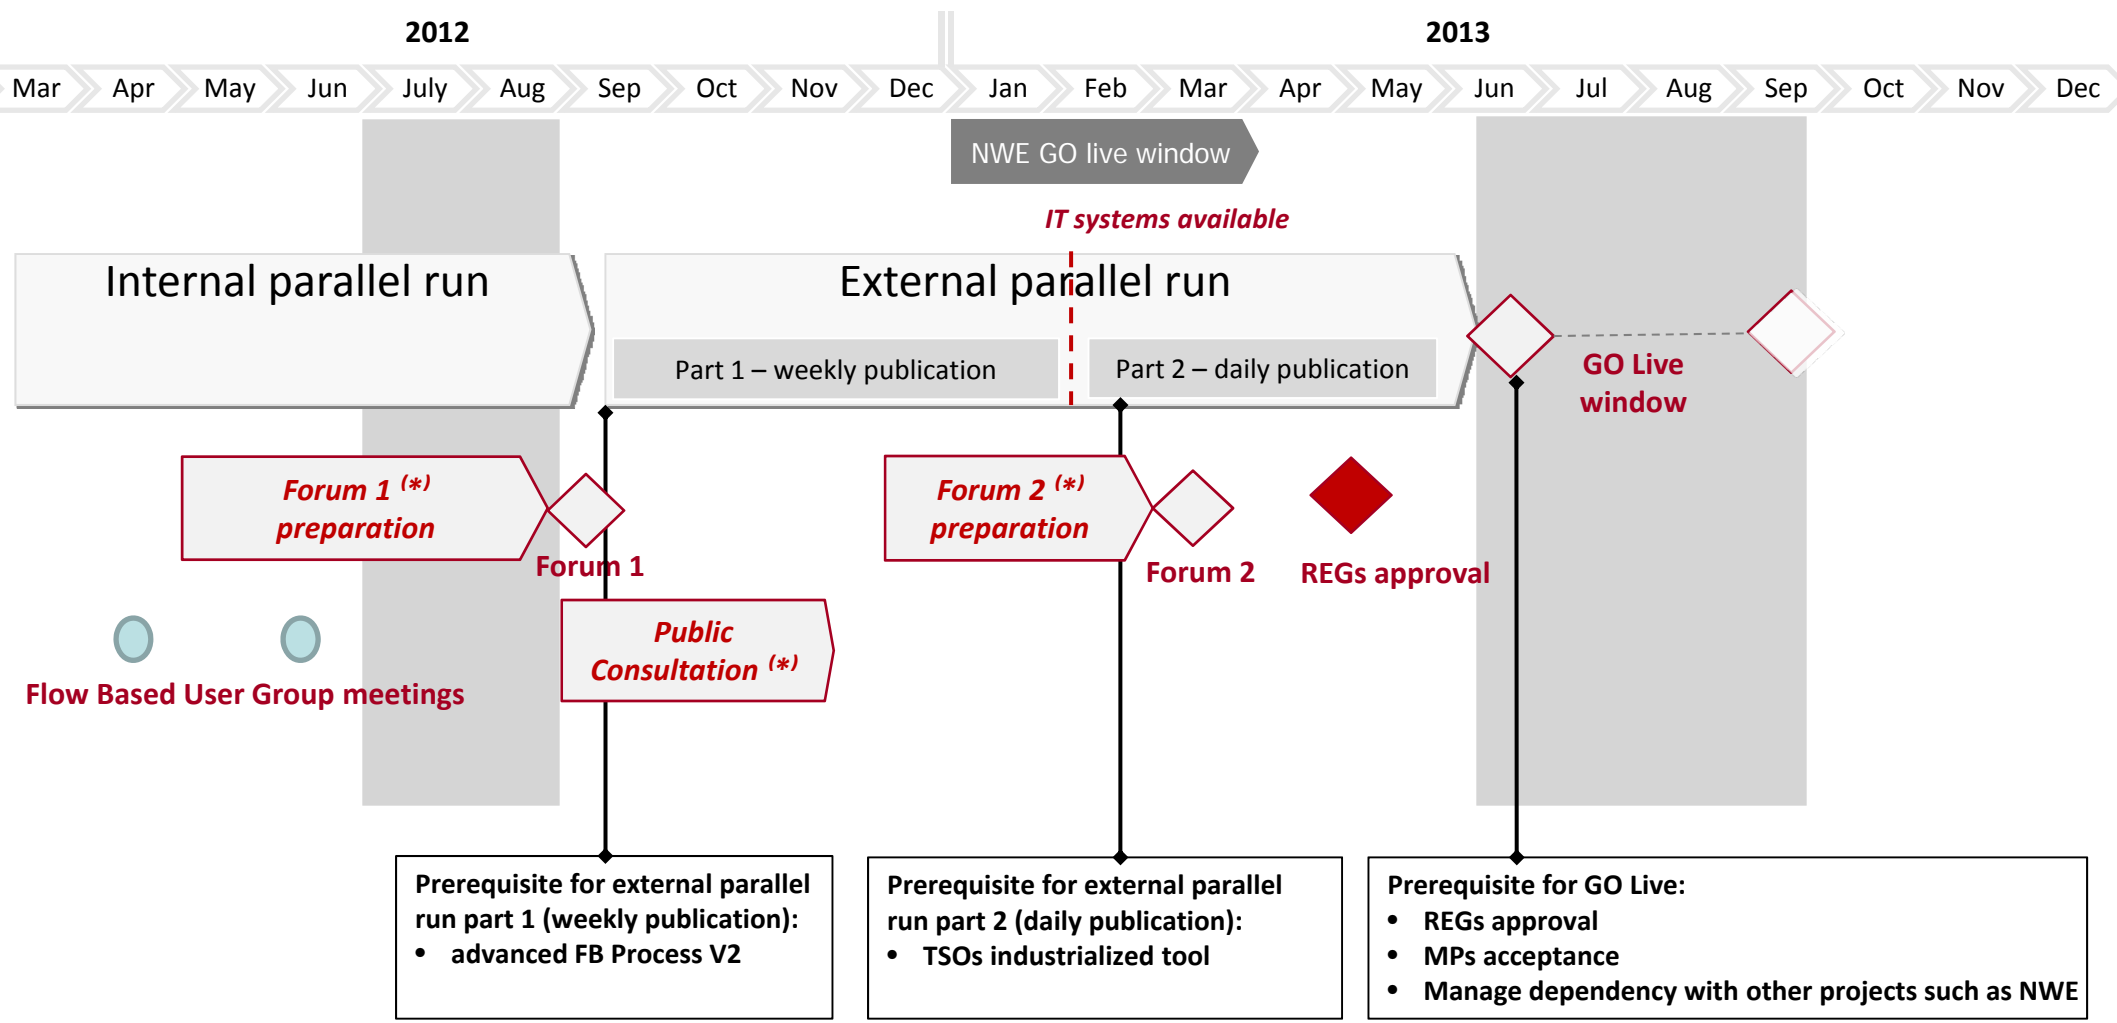 2012
2013
Mar Apr May Jun July Aug Sep Oct Nov Dec Jan Feb Mar Apr May Jun Jul Aug Sep Oct Nov Dec
NWE GO live window
IT systems available
Internal parallel run
External parallel run
Part 1 – weekly publication
Part 2 – daily publication
GO Live
window
Forum 1 (*)
preparation
Forum 1
Forum 2 (*)
preparation
Forum 2
REGs approval
Public
Consultation (*)
Flow Based User Group meetings
Prerequisite for external parallel
run part 1 (weekly publication):
• advanced FB Process V2
Prerequisite for external parallel
run part 2 (daily publication):
• TSOs industrialized tool
Prerequisite for GO Live:
• REGs approval
• MPs acceptance
• Manage dependency with other projects such as NWE